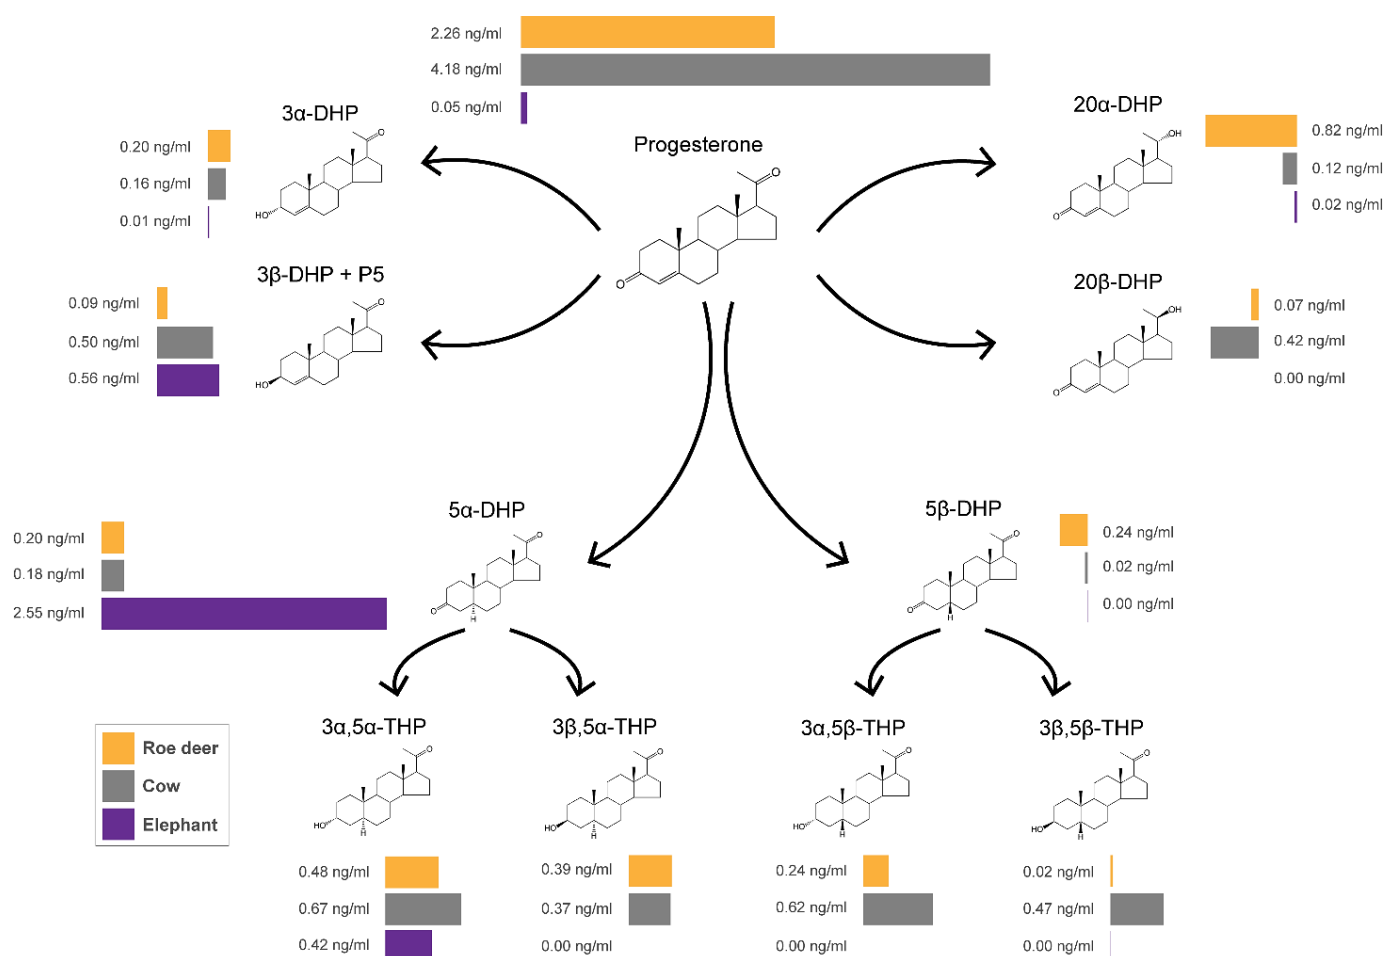 2.26 ng/ml
4.18 ng/ml
0.05 ng/ml
3α-DHP
0.20 ng/ml
0.16 ng/ml
0.01 ng/ml
O
HO
Progesterone
O
O
20α-DHP
0.82 ng/ml
0.12 ng/ml
0.02 ng/ml
OH
O
3β-DHP + P5
0.09 ng/ml
0.50 ng/ml
0.56 ng/ml
O
HO
20β-DHP
0.07 ng/ml
0.42 ng/ml
0.00 ng/ml
OH
O
5α-DHP
0.20 ng/ml
0.18 ng/ml
2.55 ng/ml
O
O
H
5β-DHP
0.24 ng/ml
0.02 ng/ml
0.00 ng/ml
O
O
H
Roe deer
Cow
Elephant
3α,5α-THP
O
HO
H
0.48 ng/ml
0.67 ng/ml
0.42 ng/ml
3β,5α-THP
O
HO
H
0.39 ng/ml
0.37 ng/ml
0.00 ng/ml
3α,5β-THP
O
HO
H
0.24 ng/ml
0.62 ng/ml
0.00 ng/ml
3β,5β-THP
O
HO
H
0.02 ng/ml
0.47 ng/ml
0.00 ng/ml